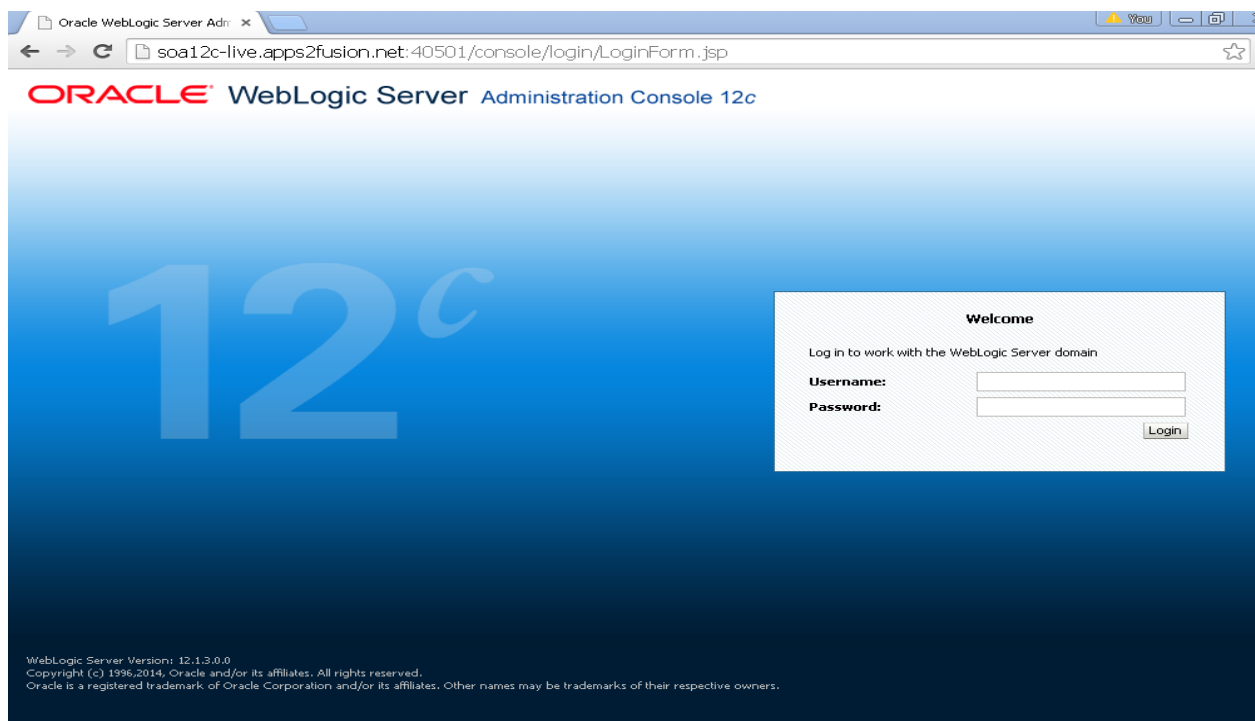 Oracle WebLogic Server Adm
You
soa12c-live.apps2fusion.net:40501/console/login/LoginForm.jsp
ORACLE WebLogic Server Administration Console 12c
12c
Welcome
Log in to work with the WebLogic Server domain
Username:
Password:
Login
WebLogic Server Version: 12.1.3.0.0
Copyright (c) 1996,2014, Oracle and/or its affiliates. All rights reserved.
Oracle is a registered trademark of Oracle Corporation and/or its affiliates. Other names may be trademarks of their respective owners.